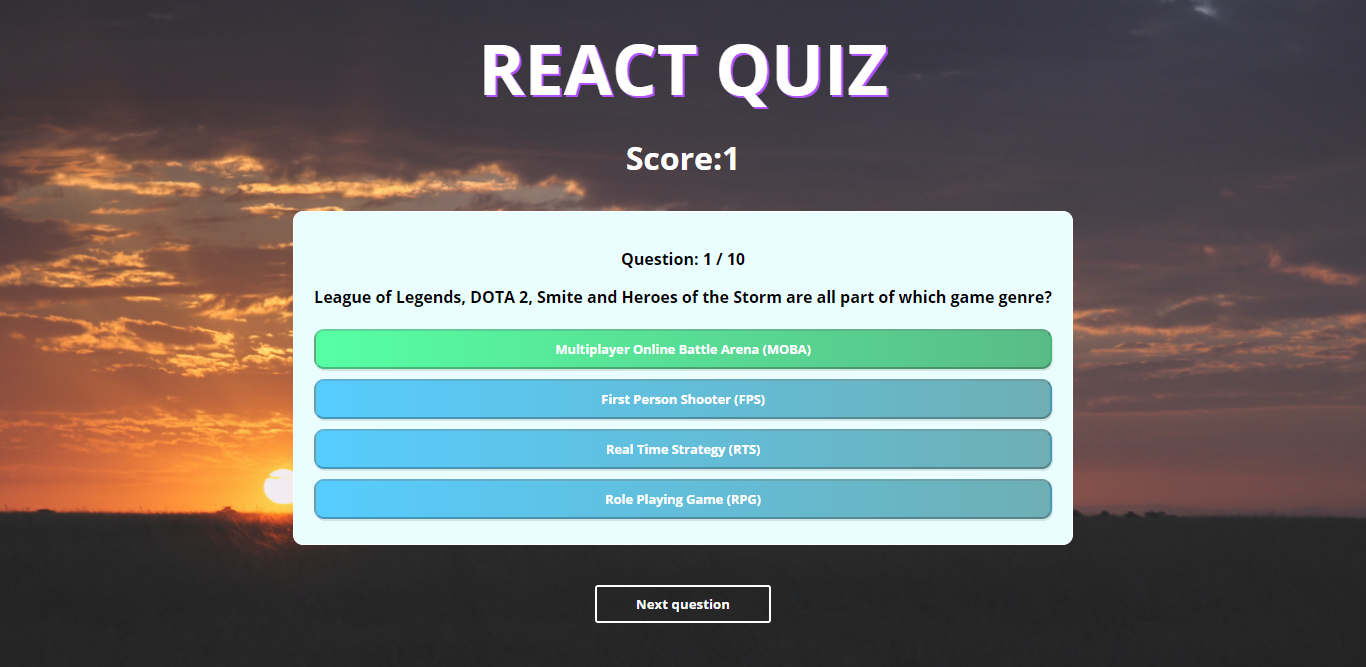 REACT QUIZ
Score:1
Question: 1 / 10
League of Legends, DOTA 2, Smite and Heroes of the Storm are all part of which game genre?
Multiplayer Online Battle Arena (MOBA)
First Person Shooter (FPS)
Real Time Strategy (RTS)
Role Playing Game (RPG)
Next question